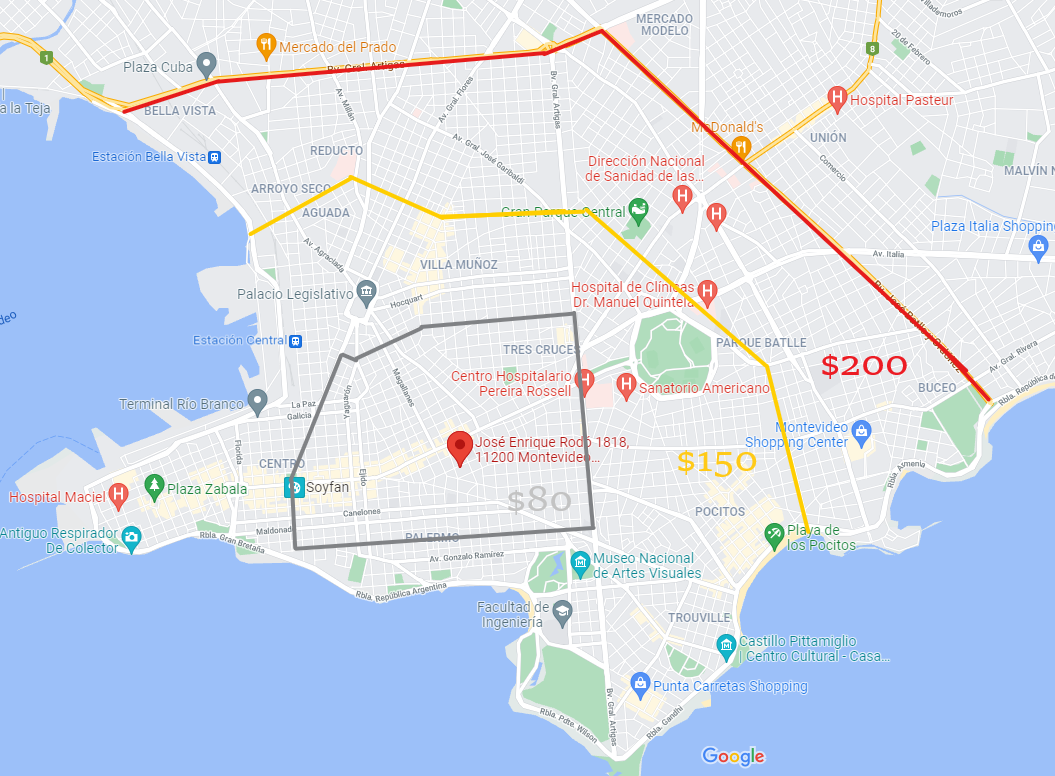 MERCADO
MODELO
20 de Febrero
8
1
Mercado del Prado
Plaza Cuba
Bv. Gral. Artigas
a la Teja
BELLA VISTA
Av. Millán
Av. Gral. Flores
Bv. Gral. Artigas
Hospital Pasteur
McDonald's
UNIÓN
Comercio
Av. Gral. José Garibaldi
Estación Bella Vista
REDUCTO
Dirección Nacional
de Sanidad de las...
MALVÍN N
ARROYO SECO
AGUADA
Gran Parque Central
Plaza Italia Shoppin
Av. Agraciada
VILLA MUÑOZ
Av. Italia
Palacio Legislativo
Hocquart
Hospital de Clínicas
Dr. Manuel Quintela
Bv. José Batlle y Ordóñez
Estación Central
TRES CRUCES
PARQUE BATLLE
Av. Gral. Rivera
$200
Centro Hospitalario
Pereira Rossell
Sanatorio Americano
BUCEO
Rbla. República de
Magallanes
Yaguarón
La Paz
Galicia
Terminal Río Branco
Montevideo
Shopping Center
José Enrique Rodó 1818,
11200 Montevideo...
Florida
CENTRO
$150
Rbla. Armenia
Ejido
Soyfan
Plaza Zabala
Hospital Maciel
$80
Canelones
POCITOS
Maldonado
PALERMO
Playa de
los Pocitos
Antiguo Respirador
De Colector
Rbla. Gran Bretaña
Av. Gonzalo Ramírez
Museo Nacional
de Artes Visuales
Rbla. República Argentina
Facultad de
Ingeniería
TROUVILLE
Castillo Pittamiglio
| Centro Cultural - Casa...
Punta Carretas Shopping
Bv. Gral. Artigas
Rbla. Gandhi
Rbla. Pdte. Wilson
Google